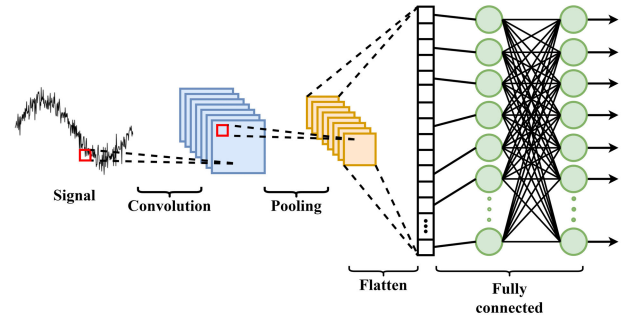 Signal
Convolution
Pooling
Flatten
Fully
connected